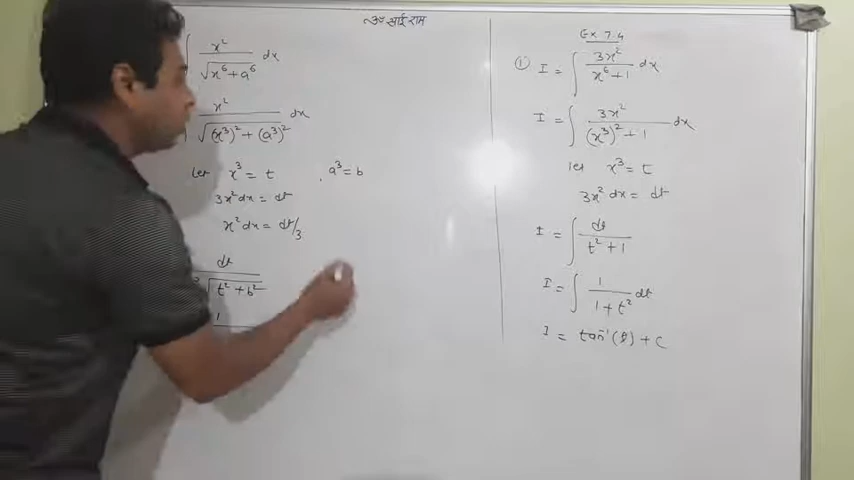 ॐ साईं राम
x² / √(x⁶ + a⁶) dx
x² / √((x³)² + (a³)²) dx
let x³ = t , a³ = b
3x² dx = dt
x² dx = dt/3
dt / √(t² + b²)
1
Ex 7.4
① I = ∫ 3x² / (x⁶ + 1) dx
I = ∫ 3x² / ((x³)² + 1) dx
let x³ = t
3x² dx = dt
I = ∫ dt / (t² + 1)
I = ∫ 1 / (1 + t²) dt
I = tan⁻¹( ) + c